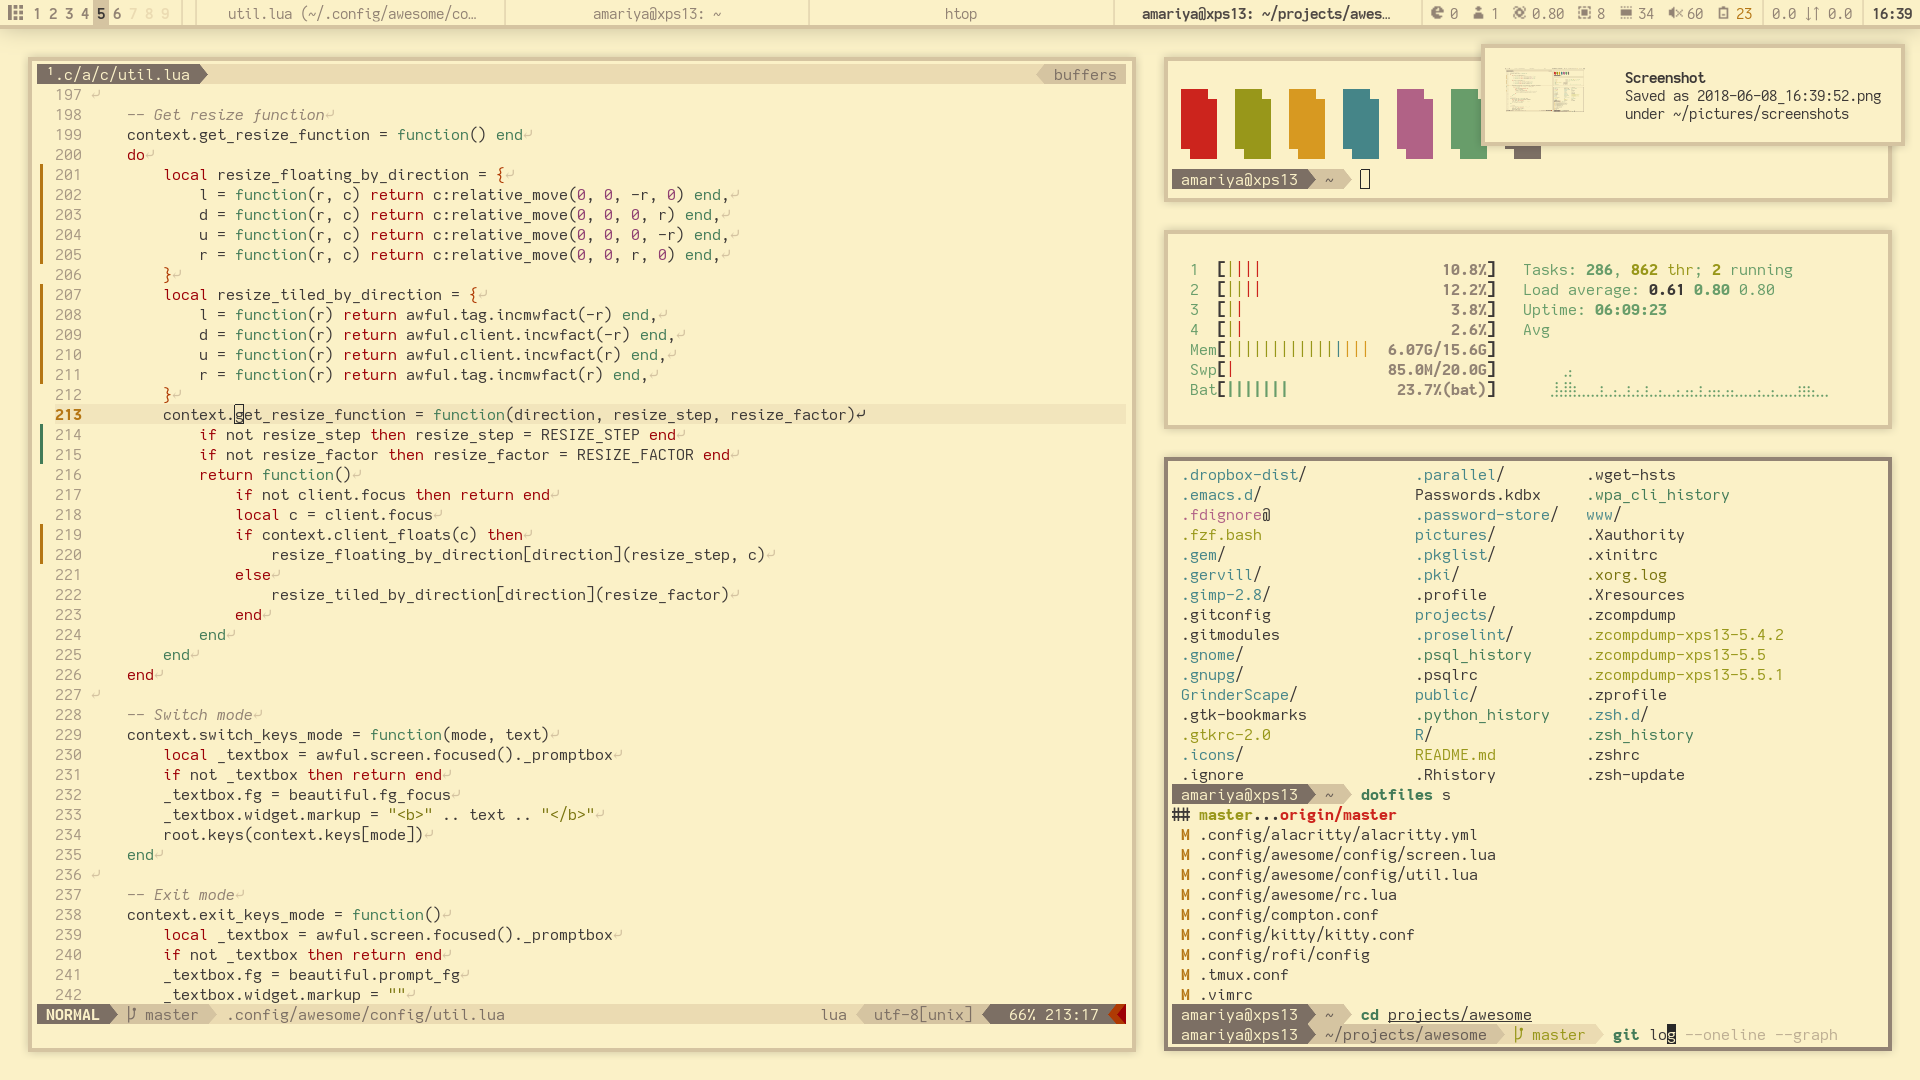 1 2 3 4 5 6 7 8 9 util.lua (~/.config/awesome/co… amariya@xps13: ~ htop amariya@xps13: ~/projects/awes… 0 1 0.80 8 34 60 23 0.0 0.0 16:39
1.c/a/c/util.lua buffers
197
198 -- Get resize function
199 context.get_resize_function = function() end
200 do
201 local resize_floating_by_direction = {
202 l = function(r, c) return c:relative_move(0, 0, -r, 0) end,
203 d = function(r, c) return c:relative_move(0, 0, 0, r) end,
204 u = function(r, c) return c:relative_move(0, 0, 0, -r) end,
205 r = function(r, c) return c:relative_move(0, 0, r, 0) end,
206 }
207 local resize_tiled_by_direction = {
208 l = function(r) return awful.tag.incmwfact(-r) end,
209 d = function(r) return awful.client.incwfact(-r) end,
210 u = function(r) return awful.client.incwfact(r) end,
211 r = function(r) return awful.tag.incmwfact(r) end,
212 }
213 context.get_resize_function = function(direction, resize_step, resize_factor)
214 if not resize_step then resize_step = RESIZE_STEP end
215 if not resize_factor then resize_factor = RESIZE_FACTOR end
216 return function()
217 if not client.focus then return end
218 local c = client.focus
219 if context.client_floats(c) then
220 resize_floating_by_direction[direction](resize_step, c)
221 else
222 resize_tiled_by_direction[direction](resize_factor)
223 end
224 end
225 end
226 end
227
228 -- Switch mode
229 context.switch_keys_mode = function(mode, text)
230 local _textbox = awful.screen.focused()._promptbox
231 if not _textbox then return end
232 _textbox.fg = beautiful.fg_focus
233 _textbox.widget.markup = "<b>" .. text .. "</b>"
234 root.keys(context.keys[mode])
235 end
236
237 -- Exit mode
238 context.exit_keys_mode = function()
239 local _textbox = awful.screen.focused()._promptbox
240 if not _textbox then return end
241 _textbox.fg = beautiful.prompt_fg
242 _textbox.widget.markup = ""
NORMAL master .config/awesome/config/util.lua lua utf-8[unix] 66% 213:17
Screenshot
Saved as 2018-06-08_16:39:52.png
under ~/pictures/screenshots
amariya@xps13 ~
1 [|||| 10.8%] Tasks: 286, 862 thr; 2 running
2 [|||| 12.2%] Load average: 0.61 0.80 0.80
3 [|| 3.8%] Uptime: 06:09:23
4 [|| 2.6%] Avg
Mem[|||||||||||||||| 6.07G/15.6G]
Swp[| 85.0M/20.0G]
Bat[||||||| 23.7%(bat)]
.dropbox-dist/ .parallel/ .wget-hsts
.emacs.d/ Passwords.kdbx .wpa_cli_history
.fdignore@ .password-store/ www/
.fzf.bash pictures/ .Xauthority
.gem/ .pkglist/ .xinitrc
.gervill/ .pki/ .xorg.log
.gimp-2.8/ .profile .Xresources
.gitconfig projects/ .zcompdump
.gitmodules .proselint/ .zcompdump-xps13-5.4.2
.gnome/ .psql_history .zcompdump-xps13-5.5
.gnupg/ .psqlrc .zcompdump-xps13-5.5.1
GrinderScape/ public/ .zprofile
.gtk-bookmarks .python_history .zsh.d/
.gtkrc-2.0 R/ .zsh_history
.icons/ README.md .zshrc
.ignore .Rhistory .zsh-update
amariya@xps13 ~ dotfiles s
## master...origin/master
M .config/alacritty/alacritty.yml
M .config/awesome/config/screen.lua
M .config/awesome/config/util.lua
M .config/awesome/rc.lua
M .config/compton.conf
M .config/kitty/kitty.conf
M .config/rofi/config
M .tmux.conf
M .vimrc
amariya@xps13 ~ cd projects/awesome
amariya@xps13 ~/projects/awesome master git log --oneline --graph